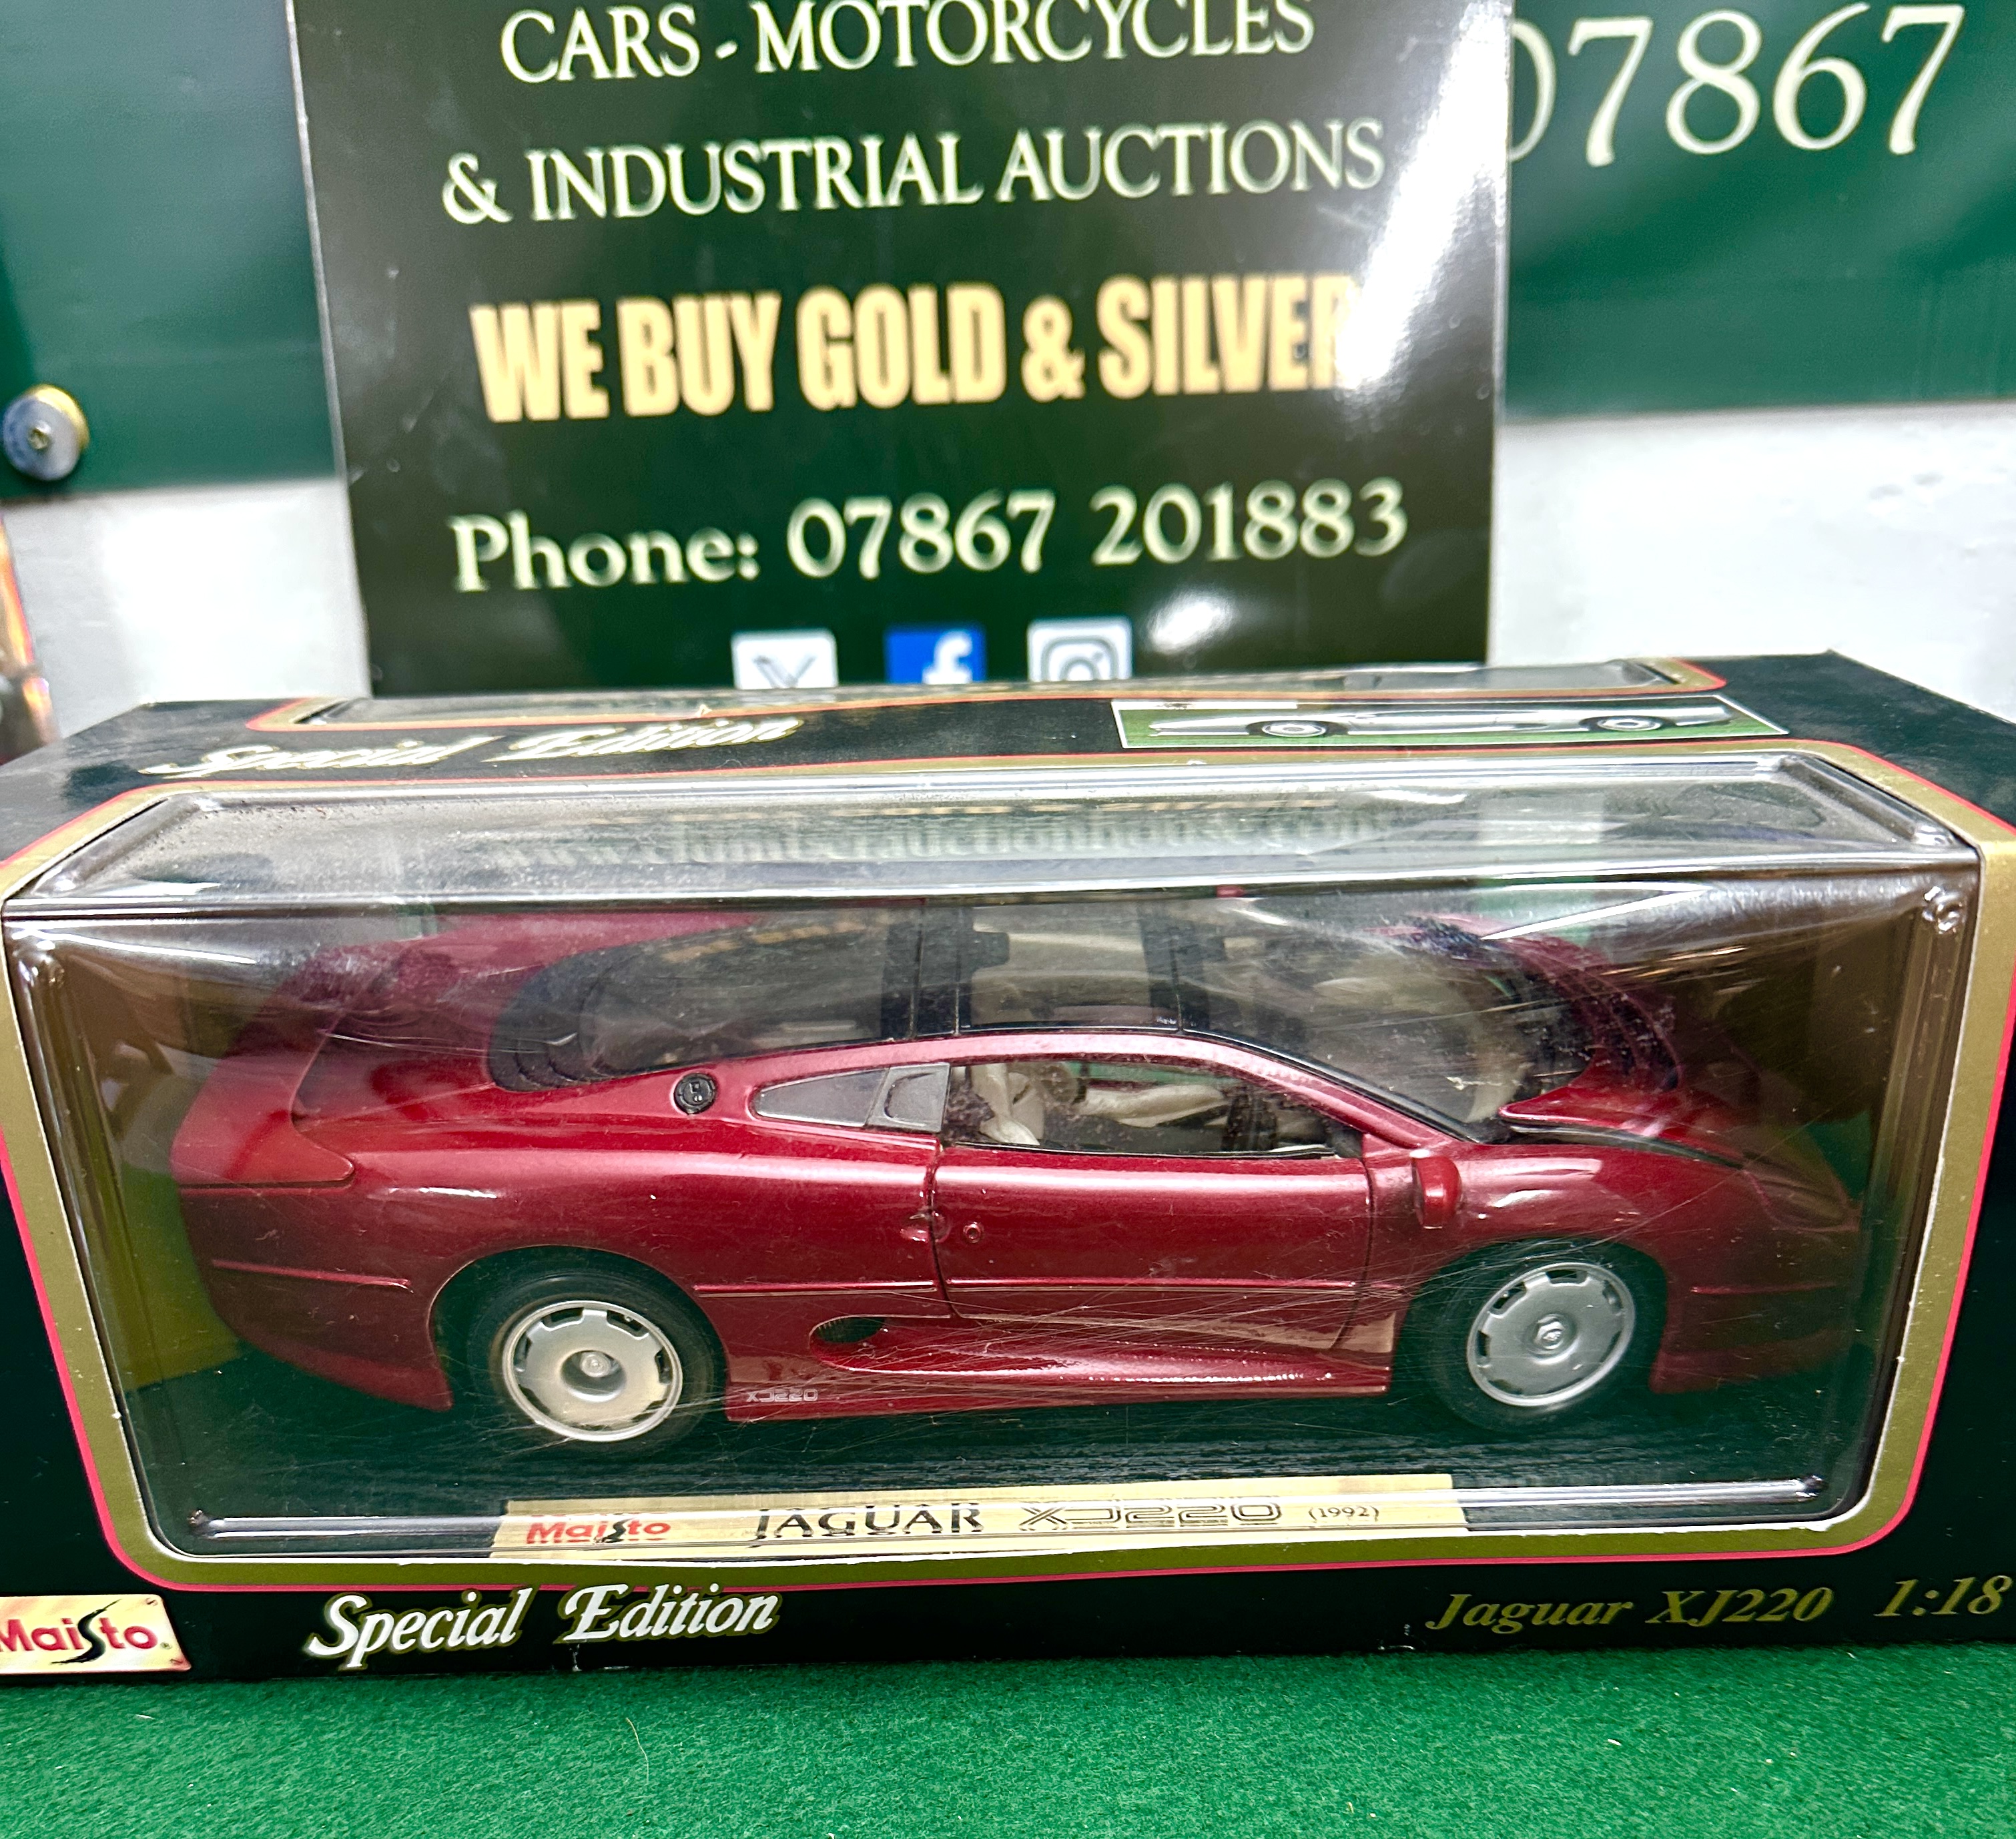 CARS - MOTORCYCLES
07867
& INDUSTRIAL AUCTIONS
WE BUY GOLD & SILVER
Phone: 07867 201883
Special Edition
XJ220
Maisto JAGUAR XJ220 (1992)
Maisto
Special Edition
Jaguar XJ220 1:18